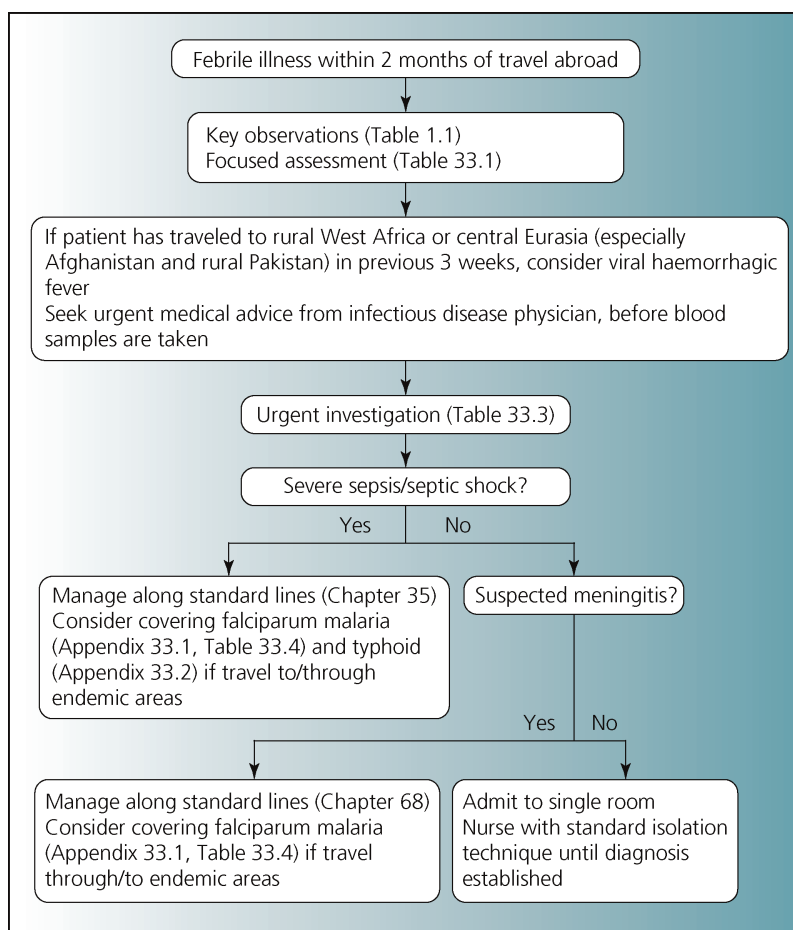 Febrile illness within 2 months of travel abroad
Key observations (Table 1.1)
Focused assessment (Table 33.1)
If patient has traveled to rural West Africa or central Eurasia (especially
Afghanistan and rural Pakistan) in previous 3 weeks, consider viral haemorrhagic
fever
Seek urgent medical advice from infectious disease physician, before blood
samples are taken
Urgent investigation (Table 33.3)
Severe sepsis/septic shock?
Yes No
Manage along standard lines (Chapter 35)
Consider covering falciparum malaria
(Appendix 33.1, Table 33.4) and typhoid
(Appendix 33.2) if travel to/through
endemic areas
Suspected meningitis?
Yes No
Manage along standard lines (Chapter 68)
Consider covering falciparum malaria
(Appendix 33.1, Table 33.4) if travel
through/to endemic areas
Admit to single room
Nurse with standard isolation
technique until diagnosis
established